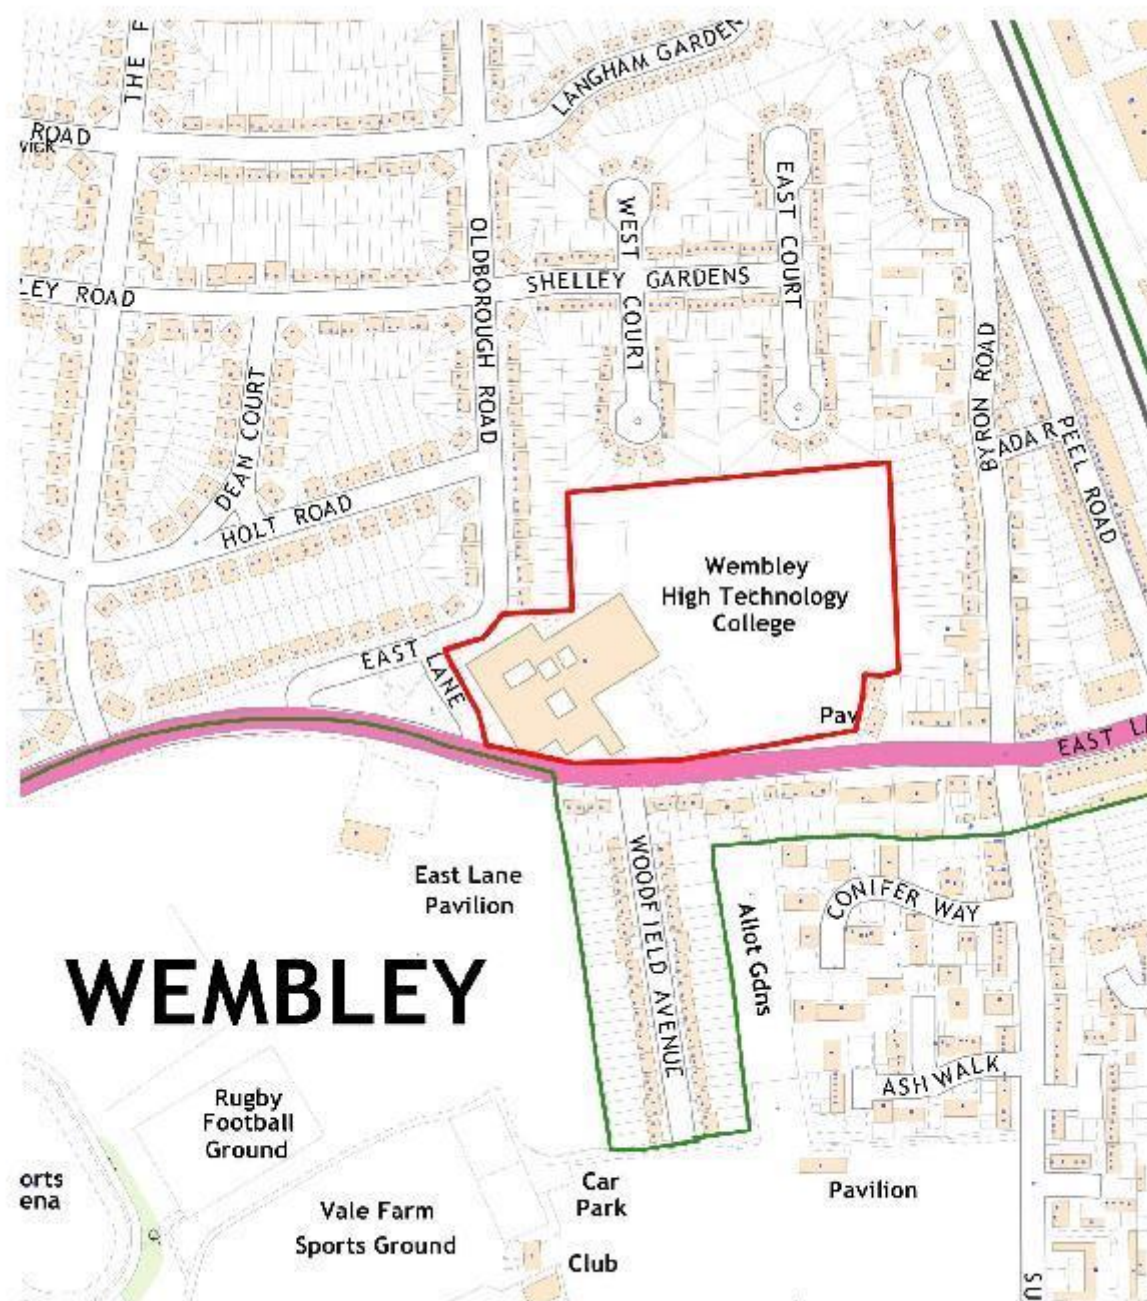 THE F
LANGHAM GARDEN
ROAD
wick
EAST COURT
WEST COURT
OLDBOROUGH ROAD
SHELLEY GARDENS
LEY ROAD
BYRON ROAD
DEAN COURT
ADA R
PEEL ROAD
HOLT ROAD
Wembley
High Technology
College
EAST LANE
Pav
EAST LA
East Lane
Pavilion
WOODFIELD AVENUE
CONIFER WAY
Allot Gdns
WEMBLEY
ASH WALK
Rugby
Football
Ground
orts
ena
Car
Park
Pavilion
Vale Farm
Sports Ground
Club
SU